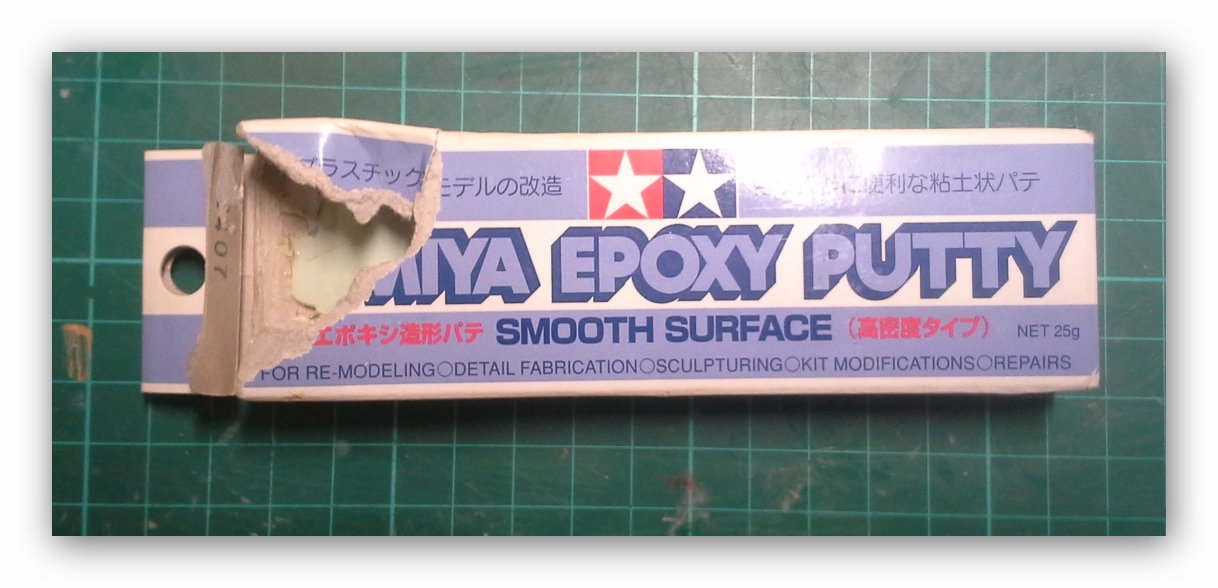 プラスチックモデルの改造
に便利な粘土状パテ
MIYA EPOXY PUTTY
エポキシ造形パテ SMOOTH SURFACE (高密度タイプ) NET 25g
FOR RE-MODELING○DETAIL FABRICATION○SCULPTURING○KIT MODIFICATIONS○REPAIRS